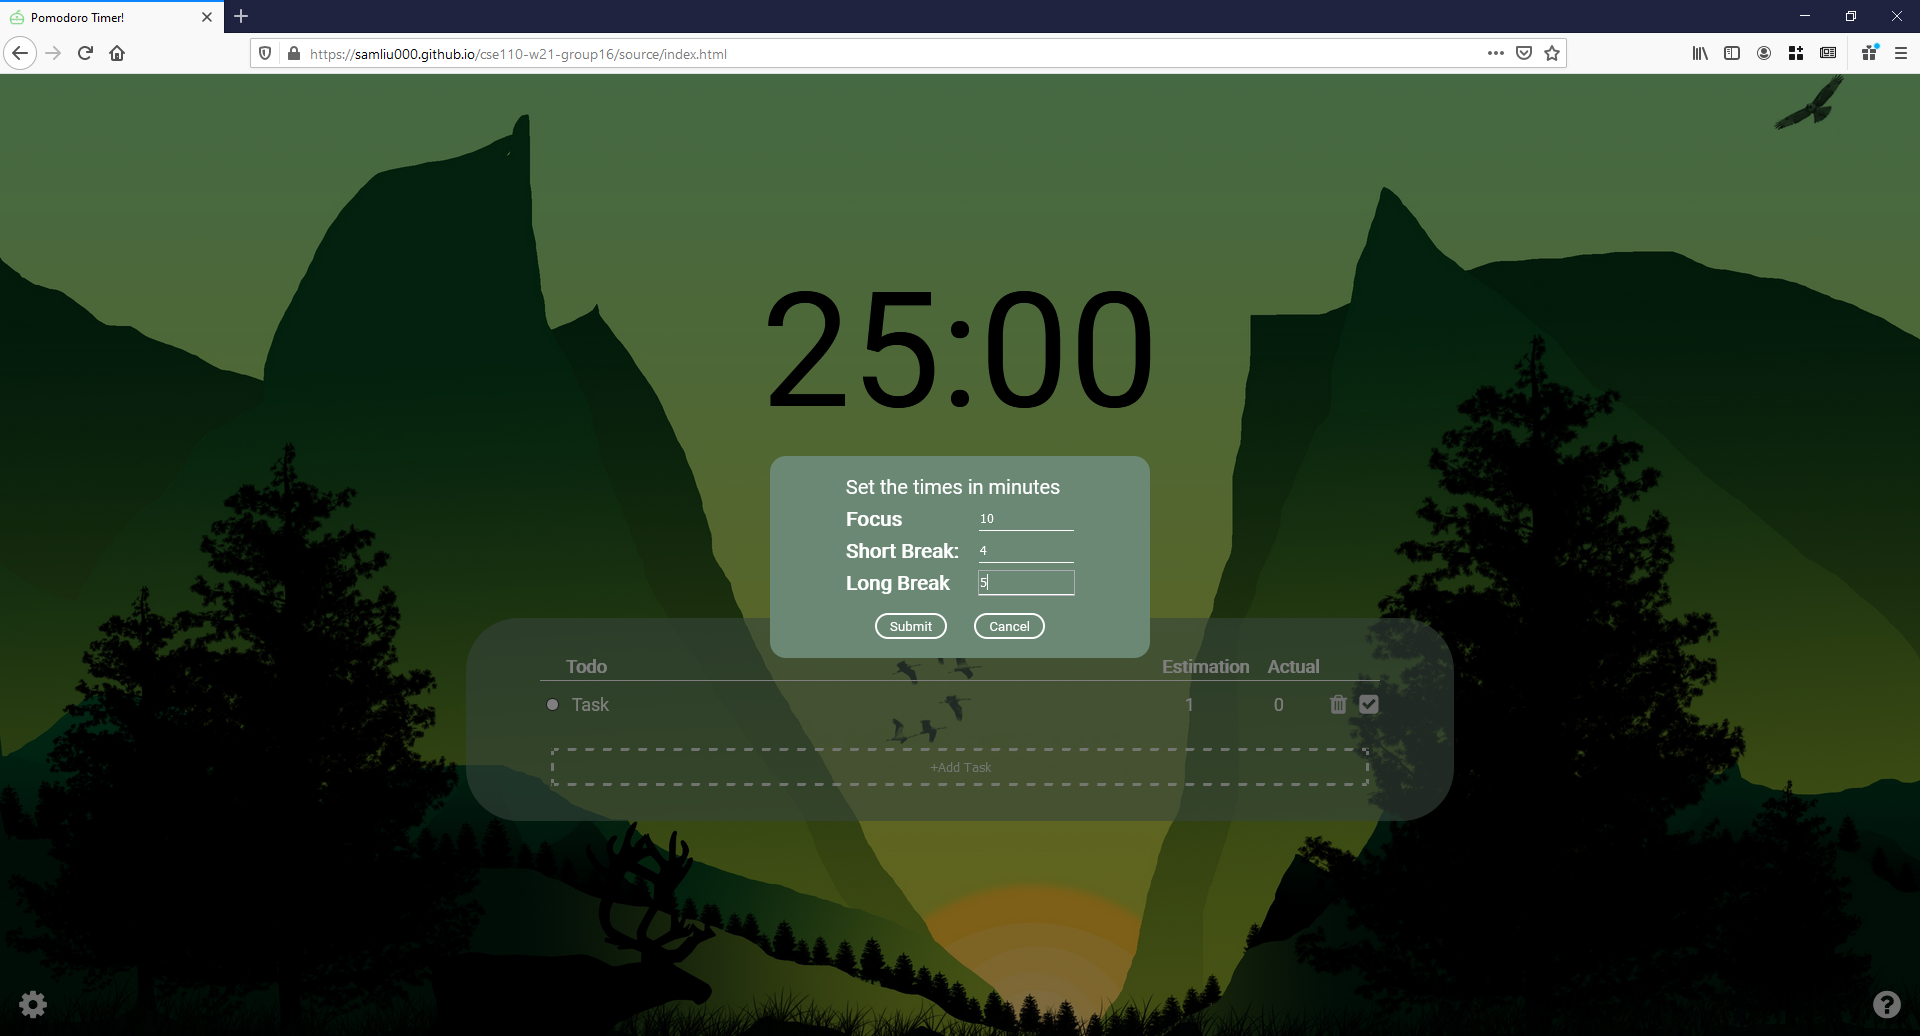 Pomodoro Timer!
https://samliu000.github.io/cse110-w21-group16/source/index.html
25:00
Set the times in minutes
Focus 10
Short Break: 4
Long Break 5
Submit Cancel
Todo Estimation Actual
Task 1 0
+Add Task
?